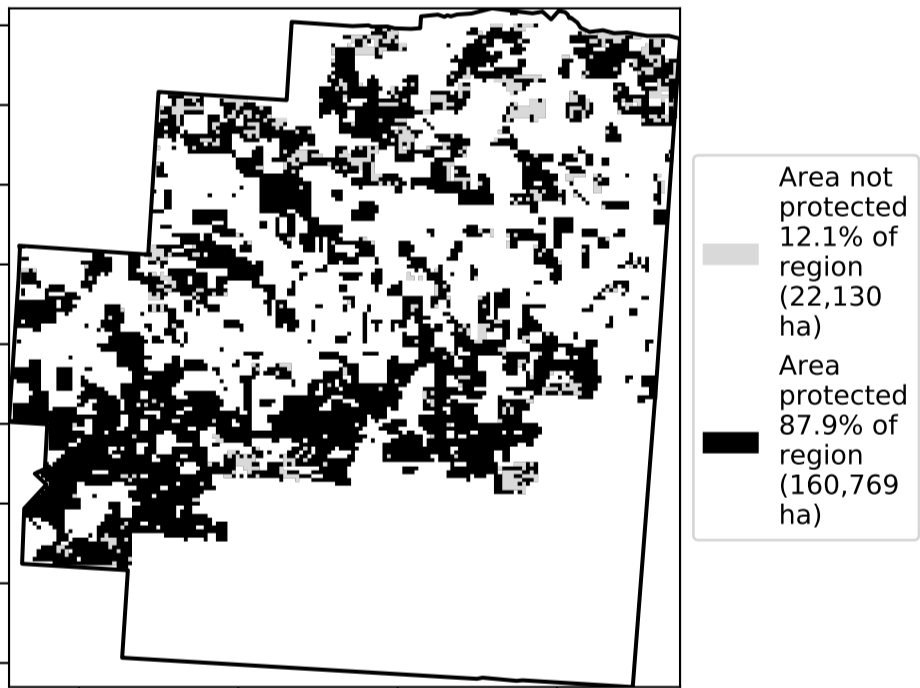 Area not
protected
12.1% of
region
(22,130
ha)
Area
protected
87.9% of
region
(160,769
ha)